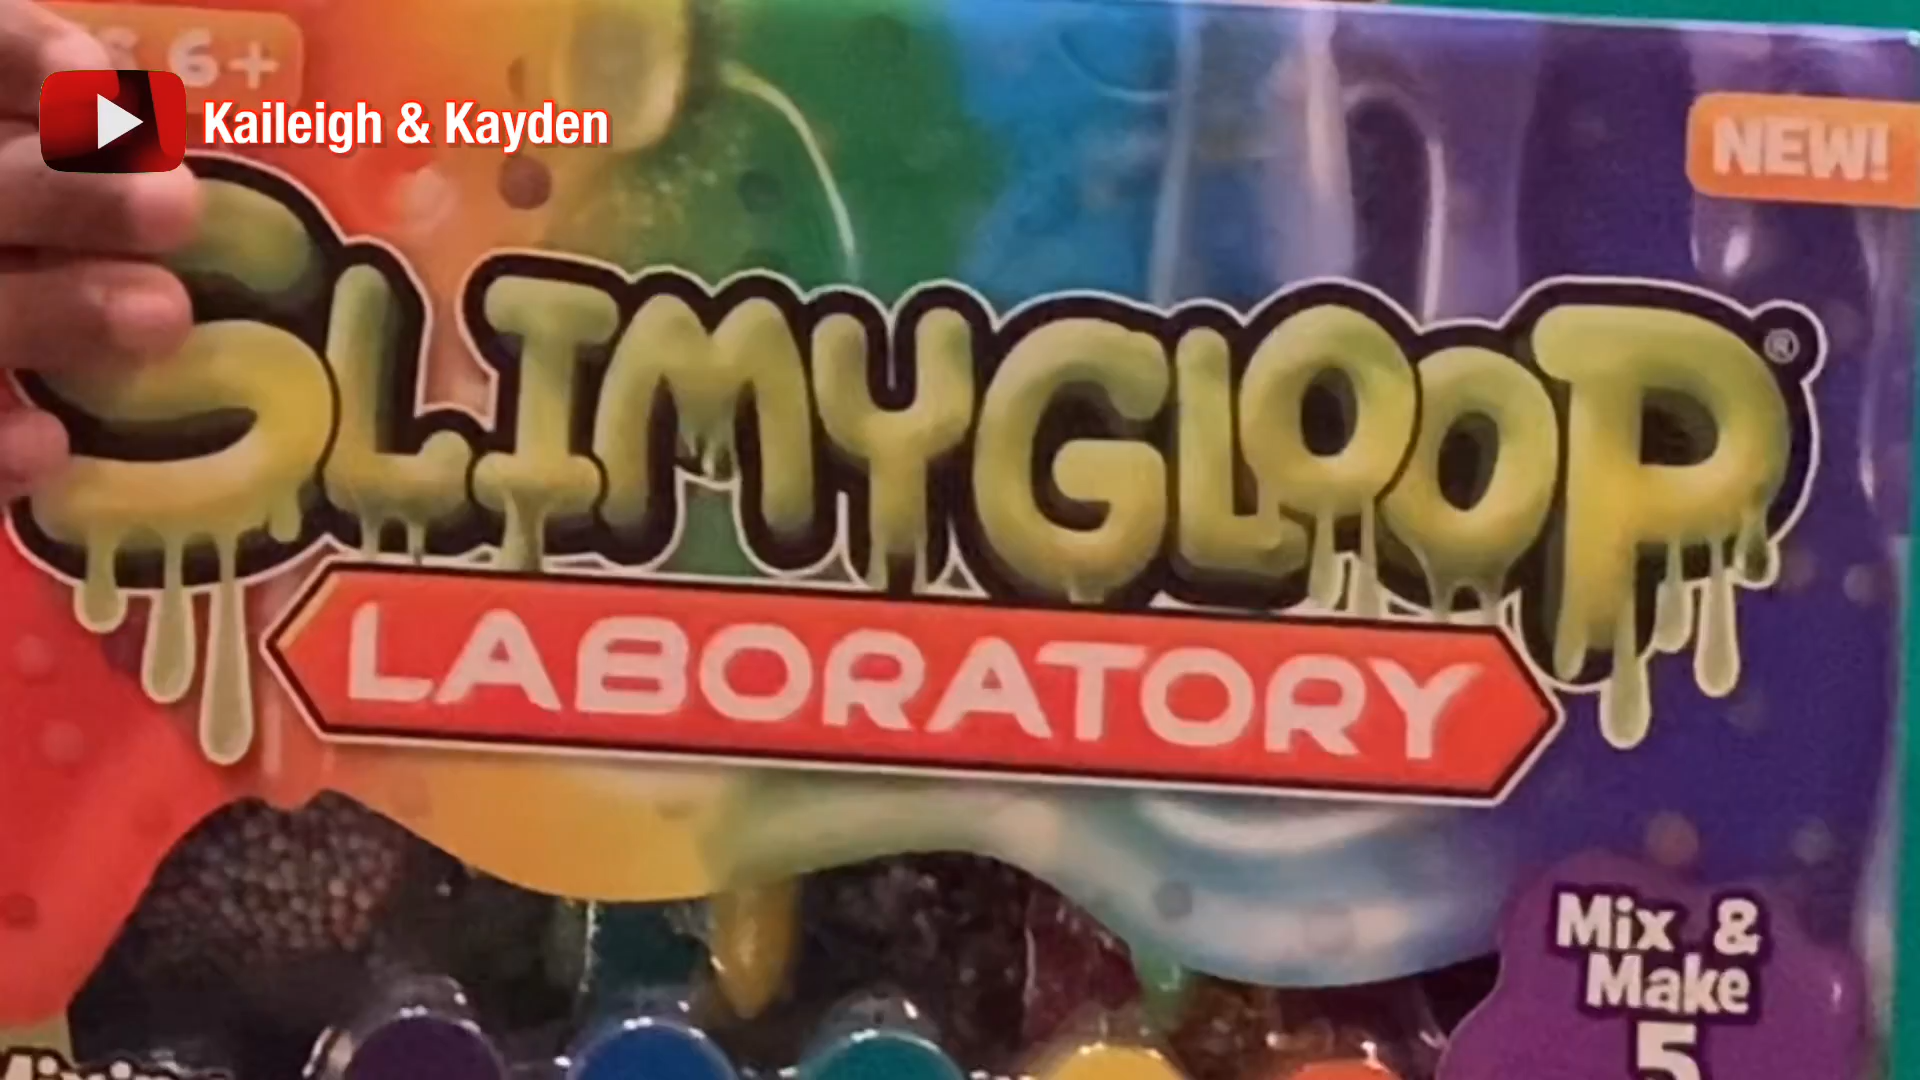 6+
Kaileigh & Kayden
NEW!
SLIMYGLOOP®
LABORATORY
Mix &
Make
5